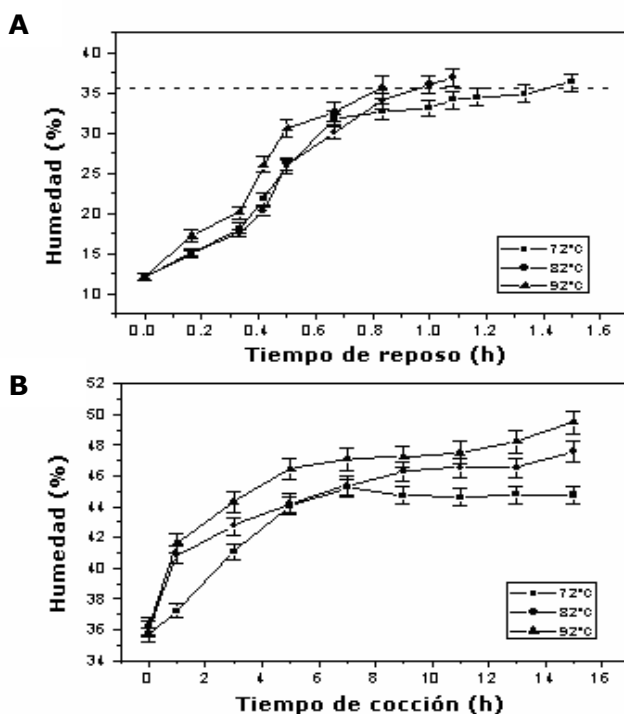 A
Humedad (%)
40
35
30
25
20
15
10
72°C
82°C
92°C
0.0 0.2 0.4 0.6 0.8 1.0 1.2 1.4 1.6
Tiempo de reposo (h)
B
Humedad (%)
52
50
48
46
44
42
40
38
36
34
72°C
82°C
92°C
0 2 4 6 8 10 12 14 16
Tiempo de cocción (h)